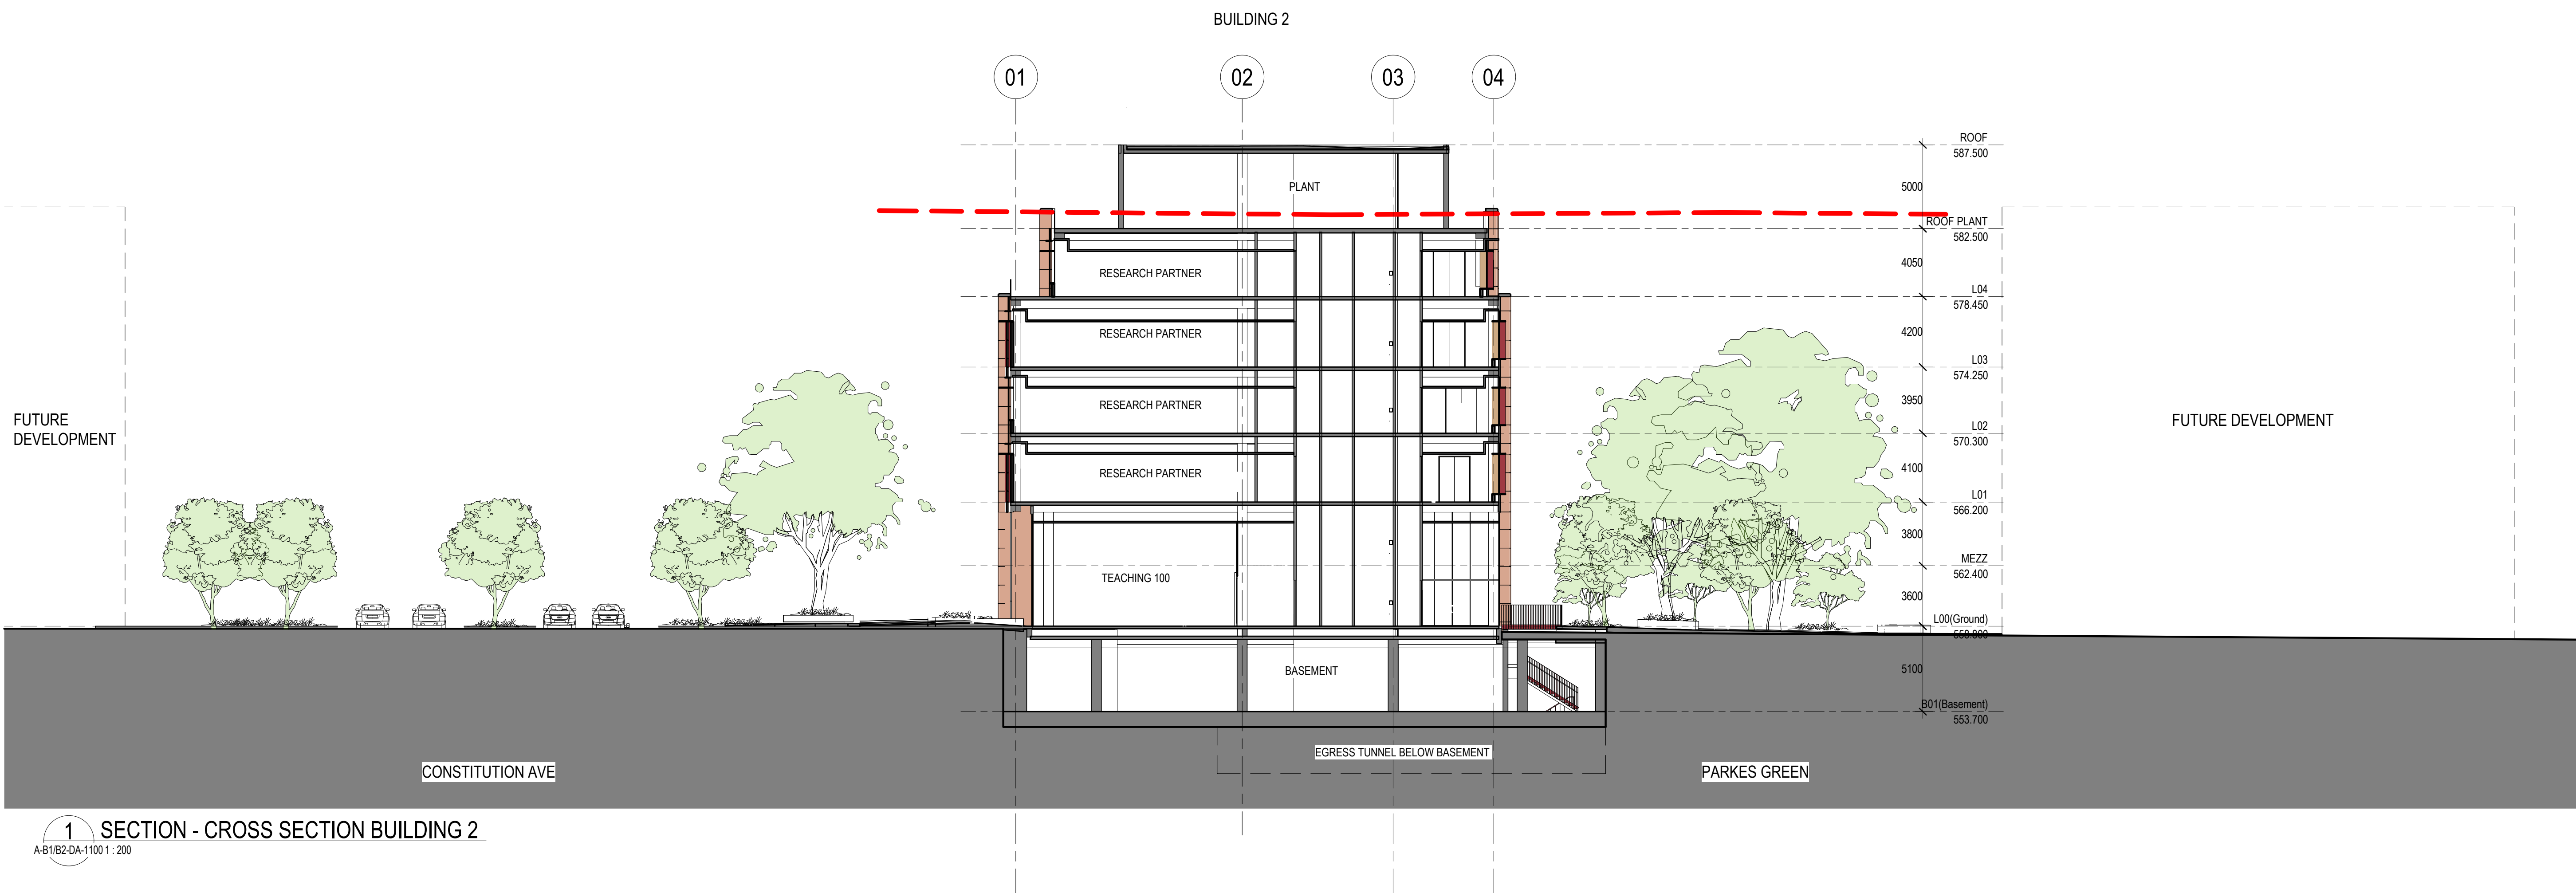 BUILDING 2
01
02
03
04
ROOF
587.500
5000
PLANT
ROOF PLANT
582.500
4050
RESEARCH PARTNER
L04
578.450
4200
RESEARCH PARTNER
L03
574.250
3950
RESEARCH PARTNER
L02
570.300
4100
RESEARCH PARTNER
L01
566.200
3800
MEZZ
562.400
TEACHING 100
3600
L00(Ground)
558.800
5100
BASEMENT
B01(Basement)
553.700
FUTURE
DEVELOPMENT
FUTURE DEVELOPMENT
EGRESS TUNNEL BELOW BASEMENT
CONSTITUTION AVE
PARKES GREEN
1
SECTION - CROSS SECTION BUILDING 2
A-B1/B2-DA-1100 1 : 200